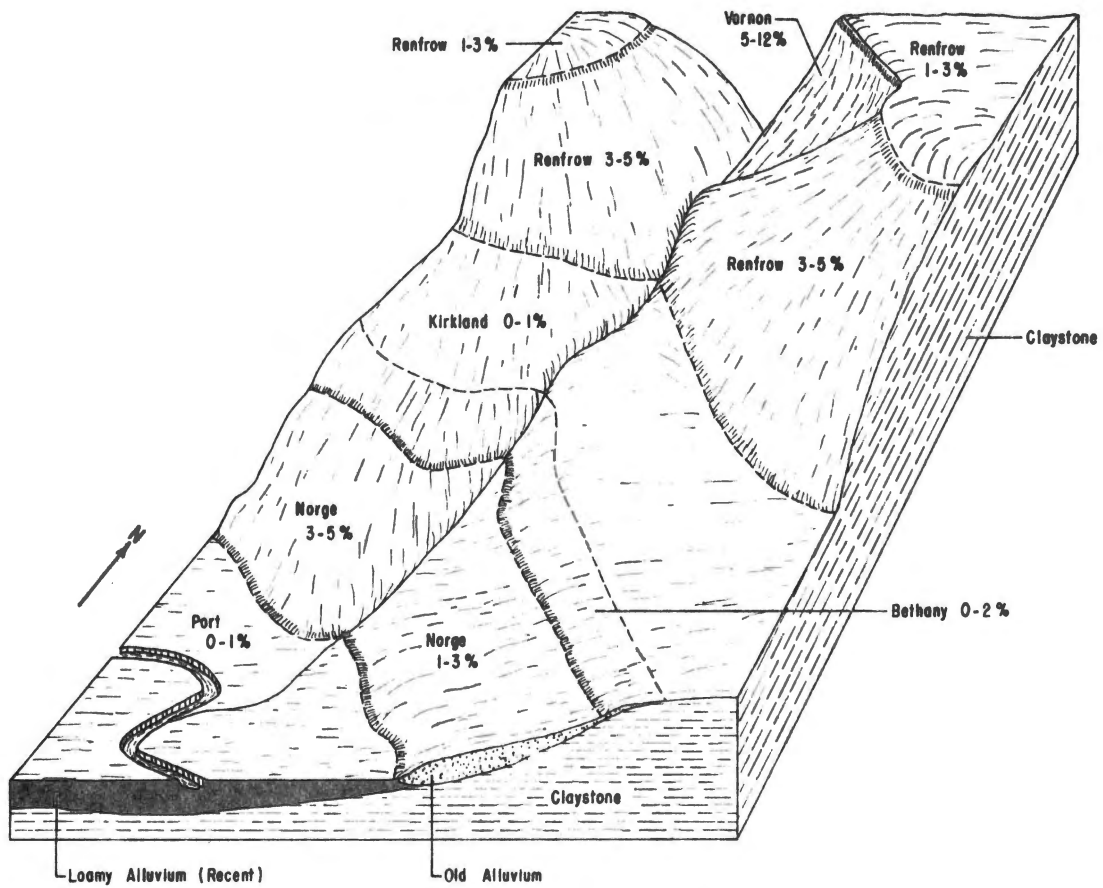 Renfrow 1-3%
Vernon
5-12%
Renfrow
1-3%
Renfrow 3-5%
Renfrow 3-5%
Kirkland 0-1%
Claystone
Norge
3-5%
N
Port
0-1%
Norge
1-3%
Bethany 0-2%
Claystone
Loamy Alluvium (Recent)
Old Alluvium